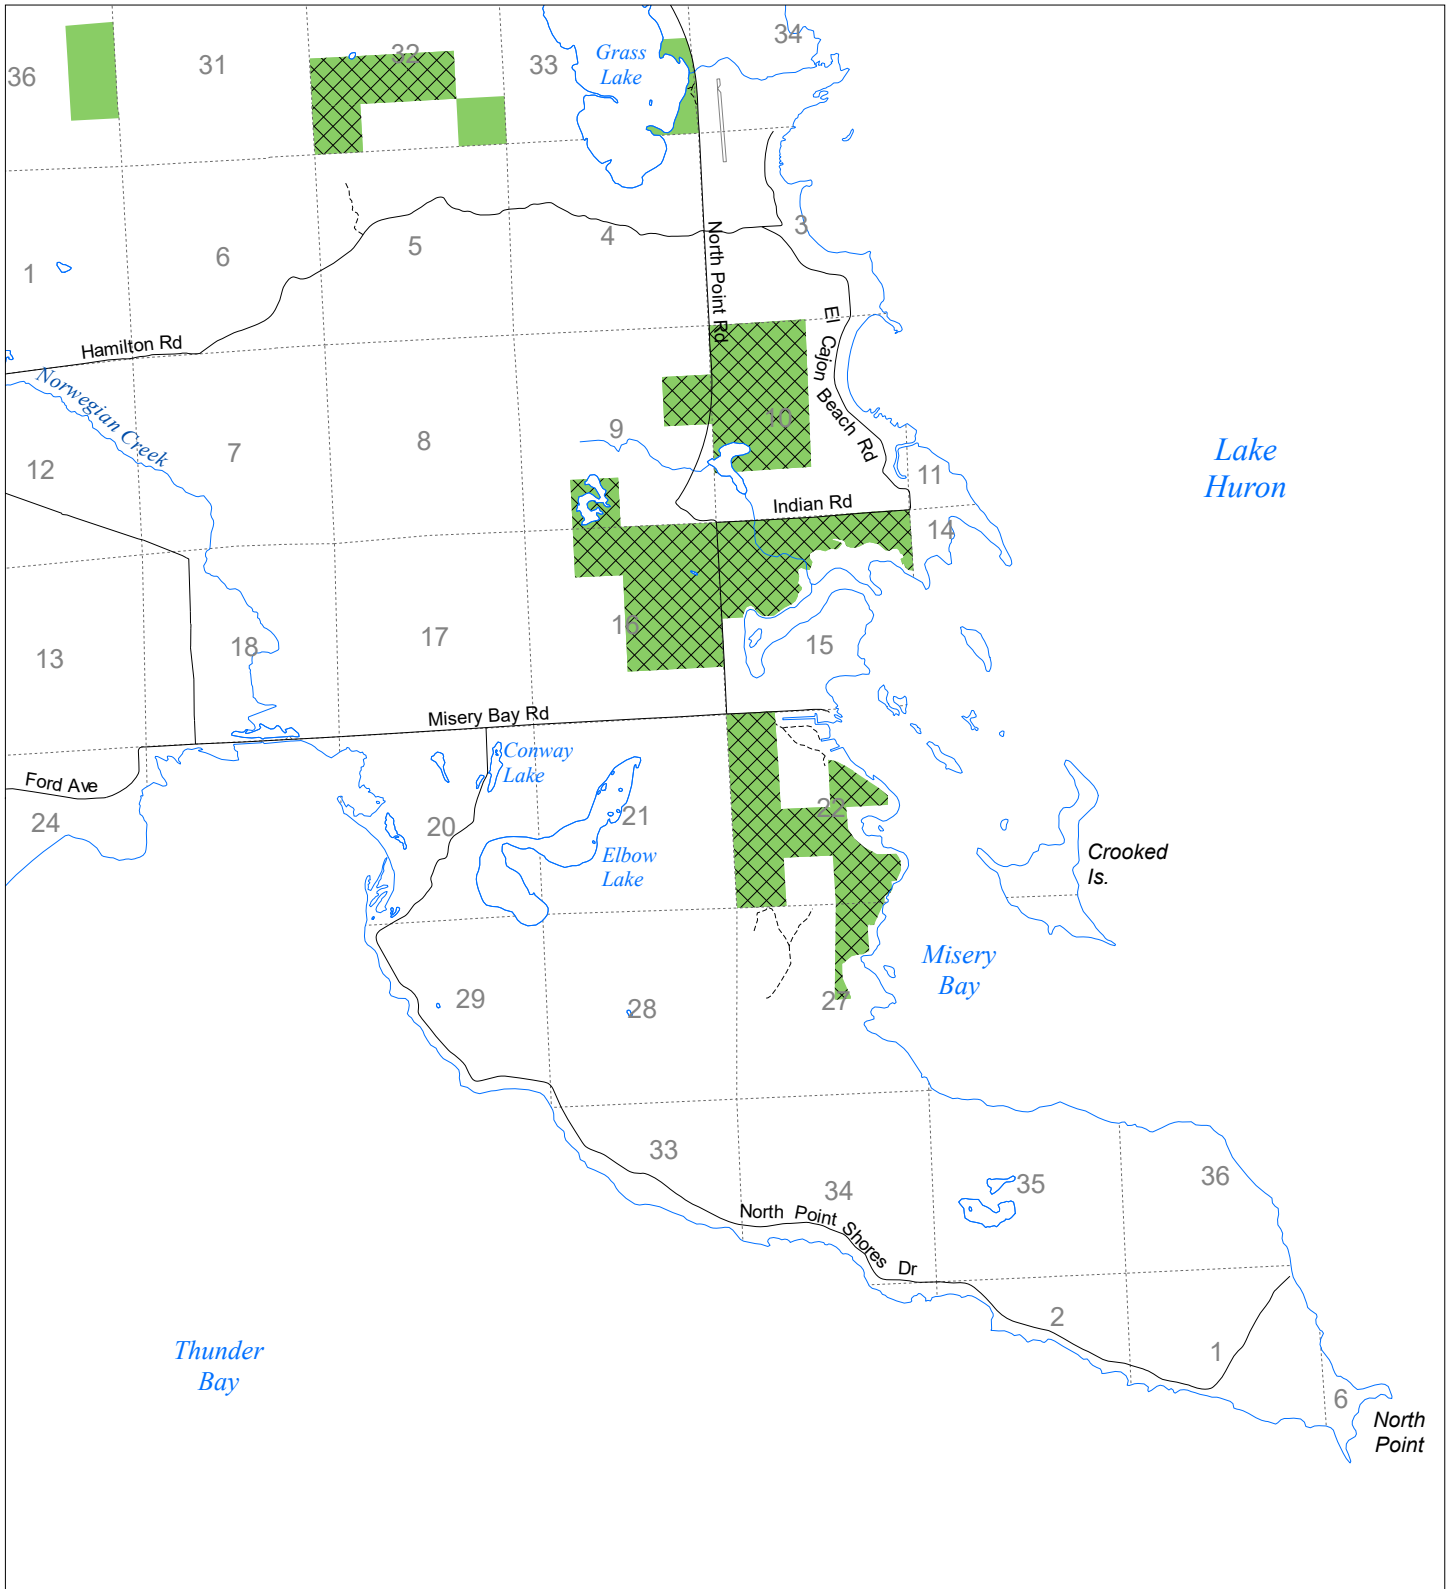 34
36
31
32
33
Grass
Lake
3
4
5
6
1
North Point Rd
El Cajon Beach Rd
Hamilton Rd
Norwegian Creek
7
8
9
10
11
12
Lake
Huron
Indian Rd
14
13
18
17
16
15
Misery Bay Rd
Conway
Lake
Ford Ave
24
20
21
22
Elbow
Lake
Crooked
Is.
Misery
Bay
29
28
27
33
34
35
36
North Point Shores Dr
2
1
6
Thunder
Bay
North
Point